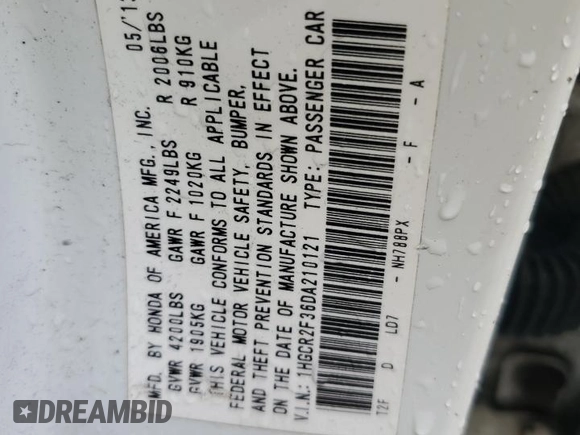 MFD. BY HONDA OF AMERICA MFG., INC. 05/'13
GVWR 4200LBS GAWR F 2249LBS R 2006LBS
GVWR 1905KG GAWR F 1020KG R 910KG
THIS VEHICLE CONFORMS TO ALL APPLICABLE
FEDERAL MOTOR VEHICLE SAFETY, BUMPER,
AND THEFT PREVENTION STANDARDS IN EFFECT
ON THE DATE OF MANUFACTURE SHOWN ABOVE.
V.I.N.: 1HGCR2F36DA210121 TYPE: PASSENGER CAR
12F D LD7 - NH788PX - F - A
DREAMBID